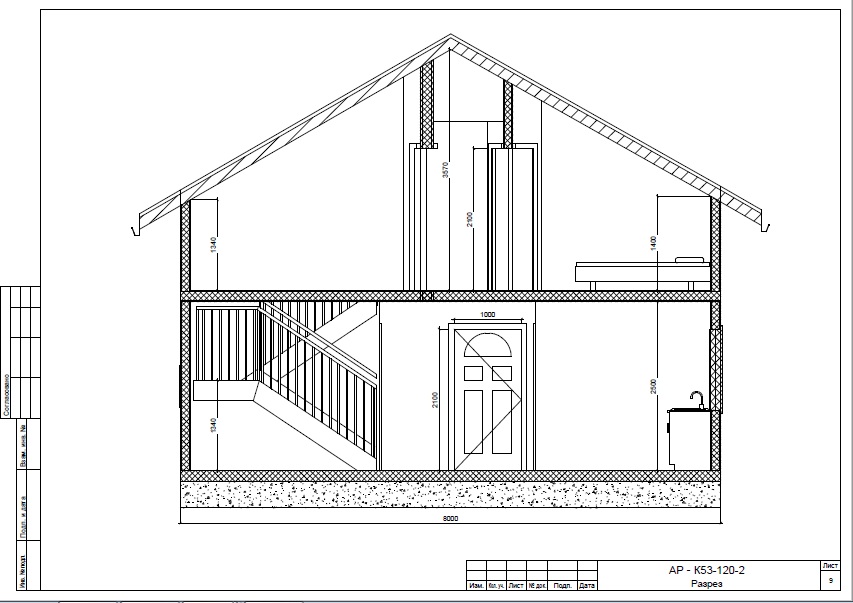 3570
2100
1340
1400
1000
2100
2500
1340
8000
Согласовано
Взам. инв. №
Подп. и дата
Инв. № подл.
Изм. Кол. уч. Лист № док. Подп. Дата
АР - К53-120-2
Разрез
Лист
9